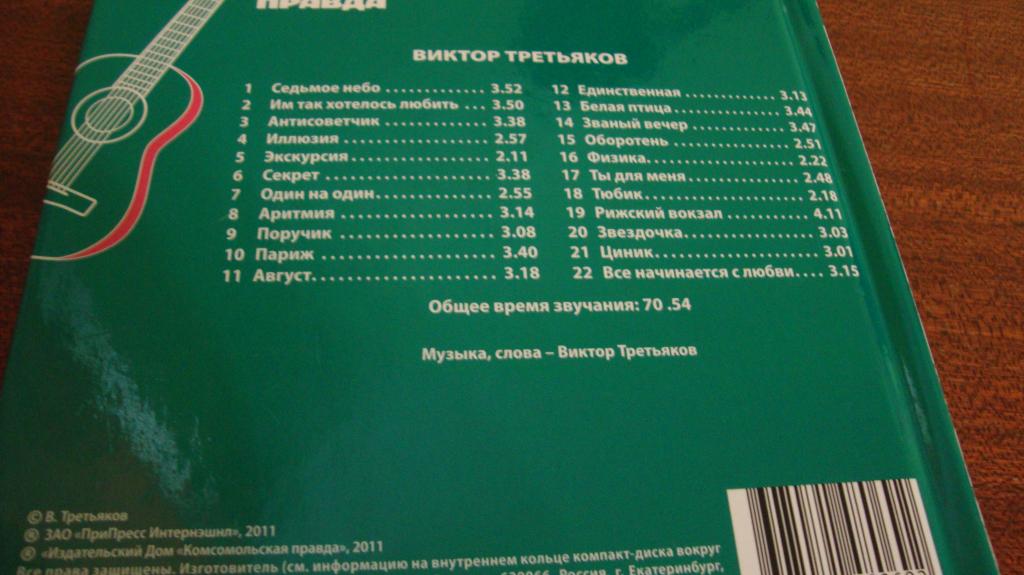 ПРАВДА
ВИКТОР ТРЕТЬЯКОВ
1 Седьмое небо 3.52
2 Им так хотелось любить 3.50
3 Антисоветчик 3.38
4 Иллюзия 2.57
5 Экскурсия 2.11
6 Секрет 3.38
7 Один на один 2.55
8 Аритмия 3.14
9 Поручик 3.08
10 Париж 3.40
11 Август 3.18
12 Единственная 3.13
13 Белая птица 3.44
14 Званый вечер 3.47
15 Оборотень 2.51
16 Физика 2.22
17 Ты для меня 2.48
18 Тюбик 2.18
19 Рижский вокзал 4.11
20 Звездочка 3.03
21 Циник 3.01
22 Все начинается с любви 3.15
Общее время звучания: 70 .54
Музыка, слова – Виктор Третьяков
© В. Третьяков
® ЗАО «ПриПресс Интернэшнл», 2011
® «Издательский Дом «Комсомольская правда», 2011
Все права защищены. Изготовитель (см. информацию на внутреннем кольце компакт-диска вокруг
Россия, г. Екатеринбург,